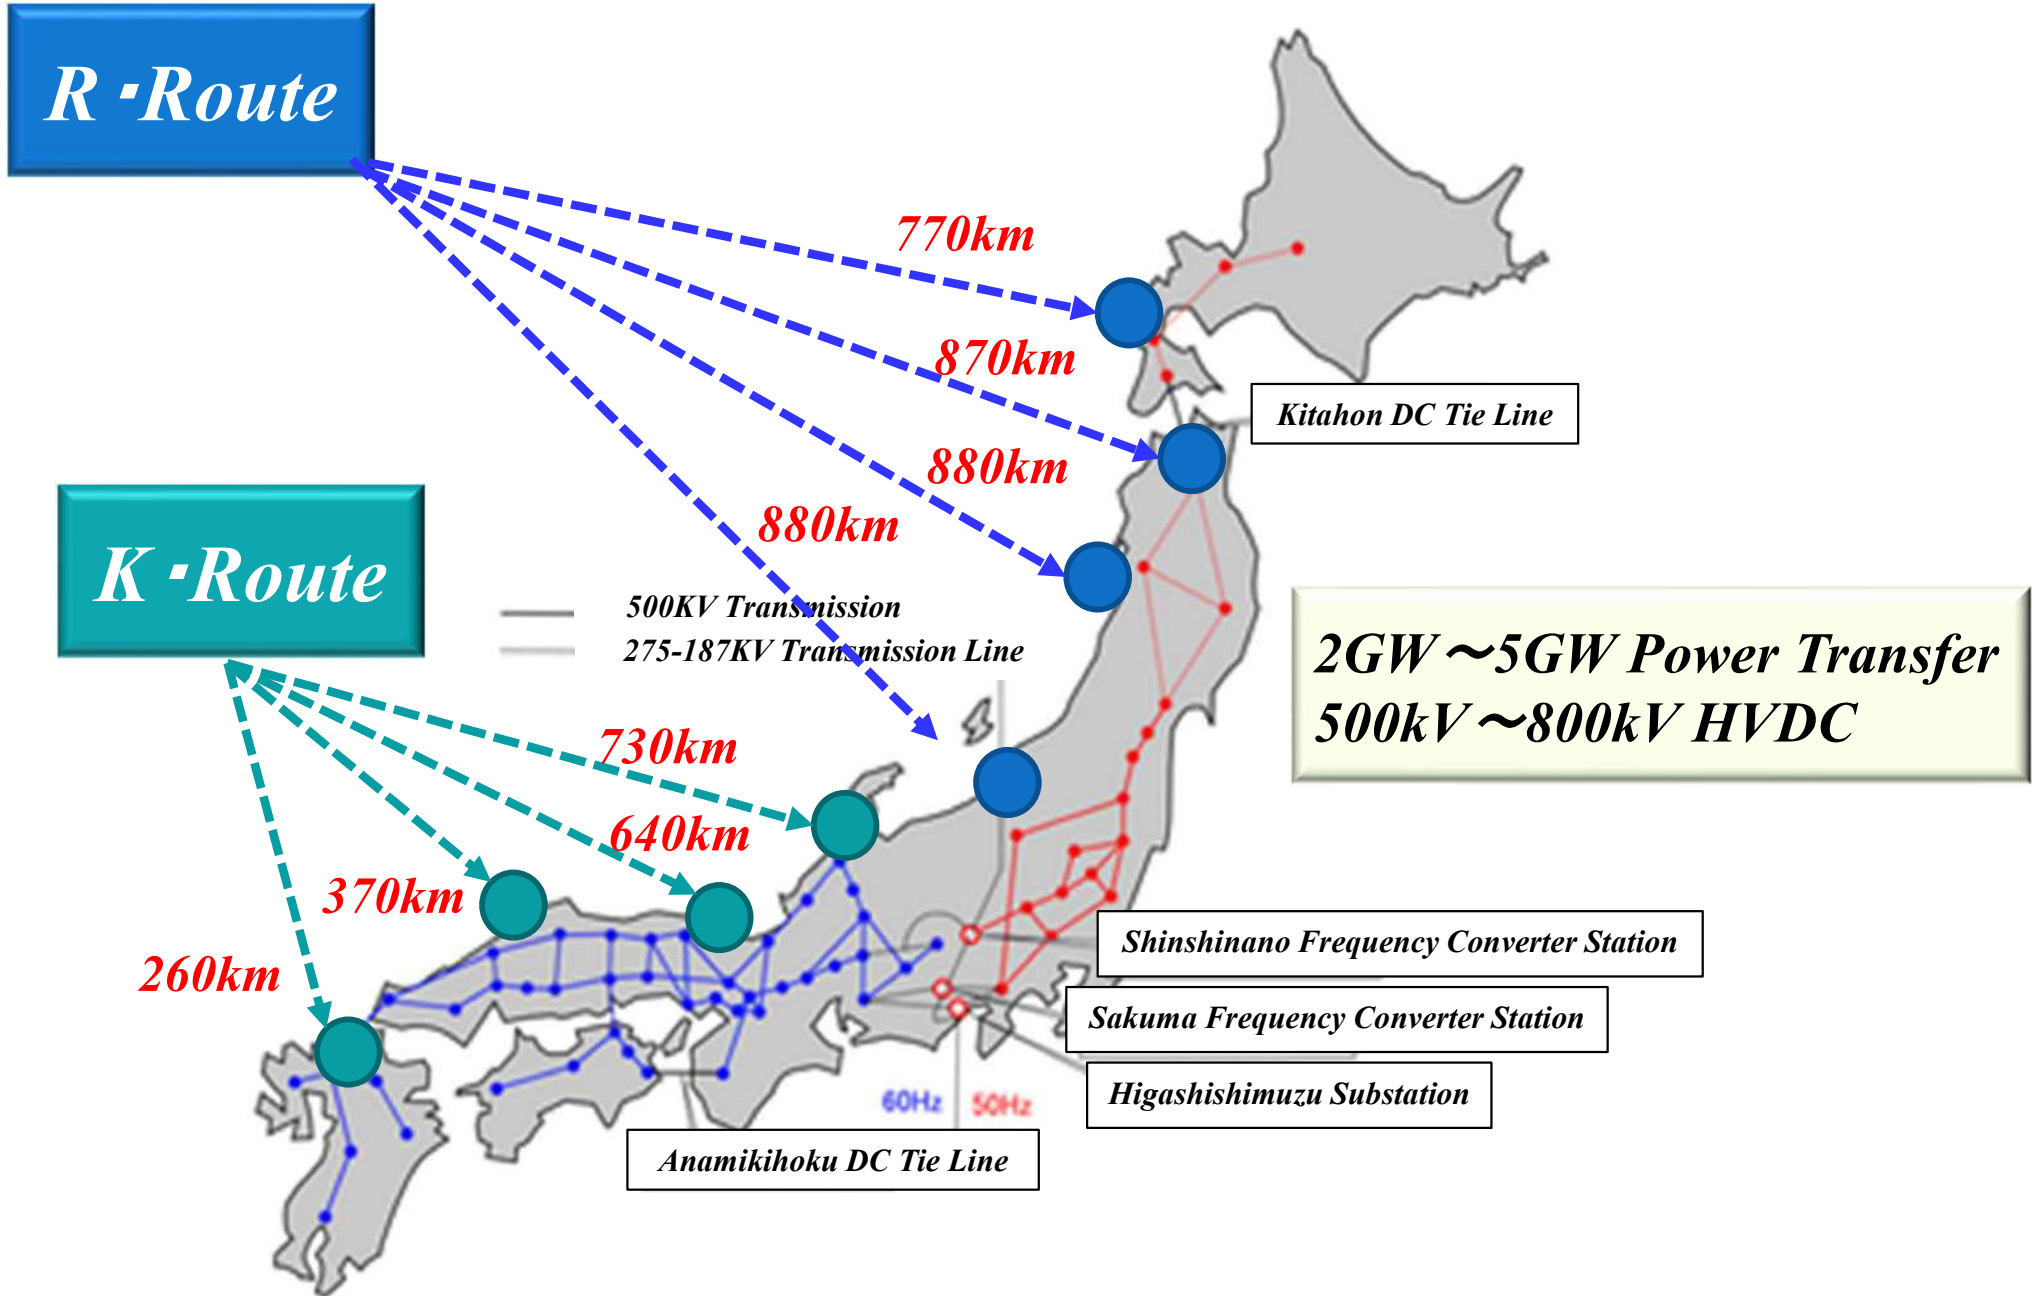 R・Route
770km
870km
Kitahon DC Tie Line
880km
880km
K・Route
500KV Transmission
275-187KV Transmission Line
2GW～5GW Power Transfer
500kV～800kV HVDC
730km
640km
370km
260km
Shinshinano Frequency Converter Station
Sakuma Frequency Converter Station
Higashishimuzu Substation
60Hz
50Hz
Anamikihoku DC Tie Line